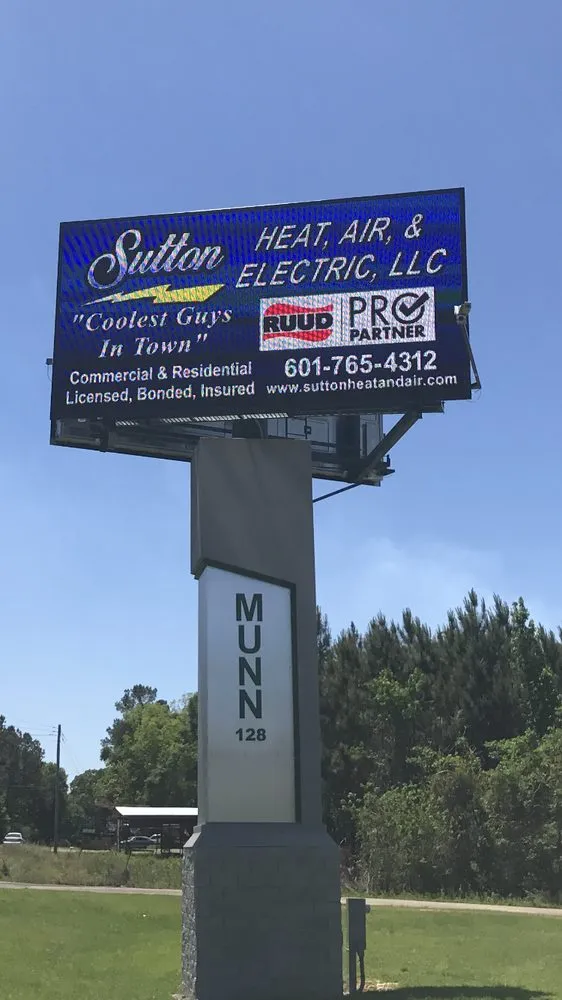 Sutton
HEAT, AIR, &
ELECTRIC, LLC
"Coolest Guys
In Town"
RUUD
PRO
PARTNER
Commercial & Residential
Licensed, Bonded, Insured
601-765-4312
www.suttonheatandair.com
MUNN
128